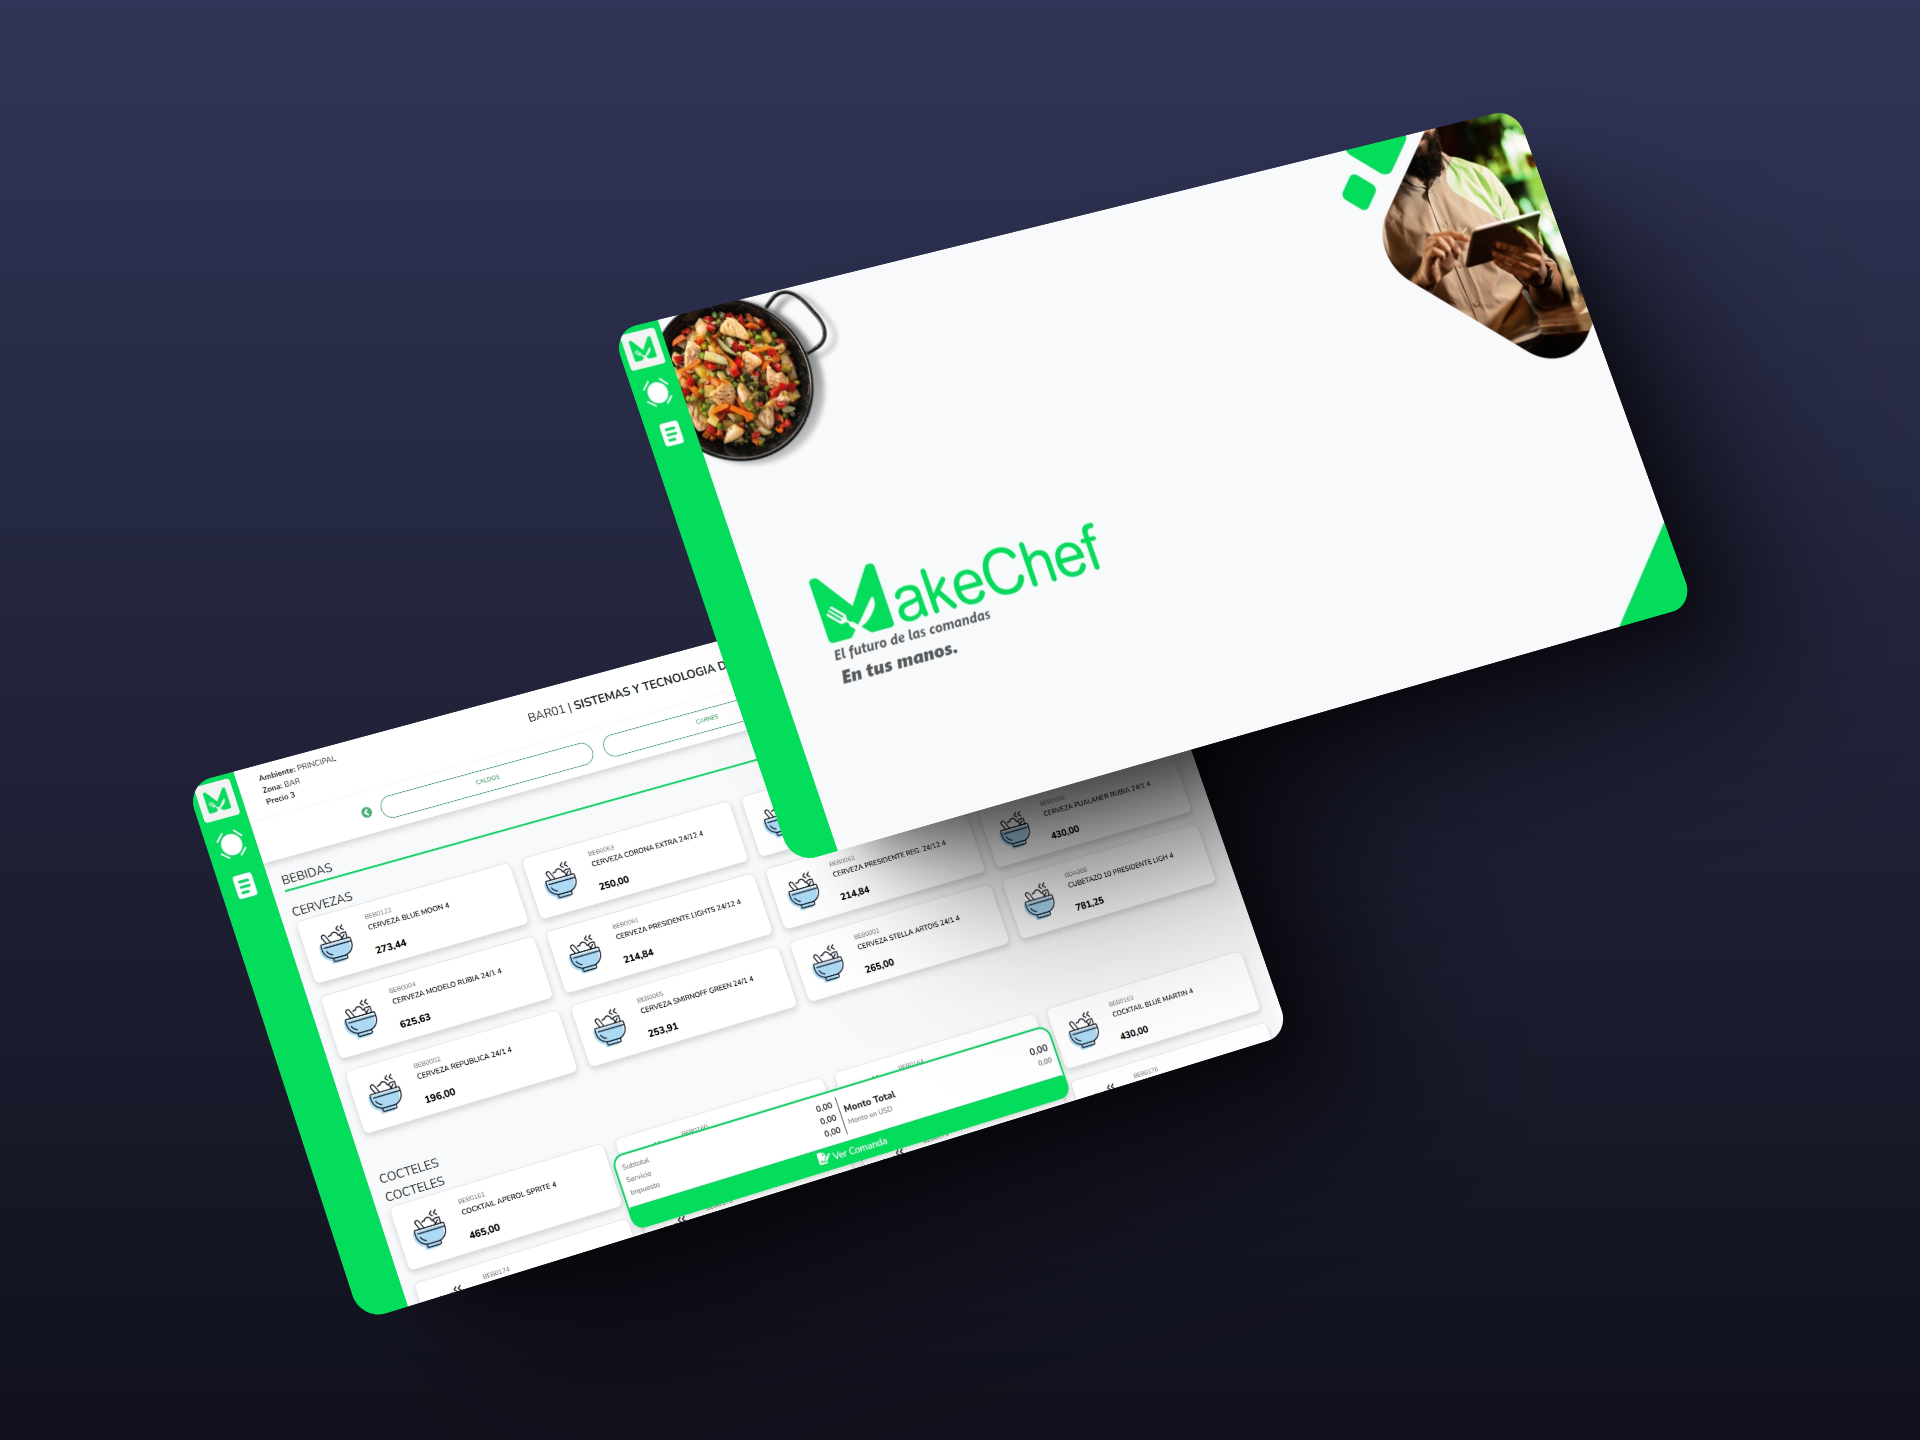 MakeChef
El futuro de las comandas
En tus manos.
BAR01 | SISTEMAS Y TECNOLOGIA
Ambiente: PRINCIPAL
Zona: BAR
Precio 3
CALDOS
CARNES
BEBIDAS
CERVEZAS
BEB0122
CERVEZA BLUE MOON 4
273,44
BEB0063
CERVEZA CORONA EXTRA 24/12 4
250,00
CERVEZA PUALANER RUBIA 24/1 4
430,00
BEB0004
CERVEZA MODELO RUBIA 24/1 4
625,63
BEB0061
CERVEZA PRESIDENTE LIGHTS 24/12 4
214,84
BEB0062
CERVEZA PRESIDENTE REG. 24/12 4
214,84
BDA006
CUBETAZO 10 PRESIDENTE LIGH 4
781,25
BEB0002
CERVEZA REPUBLICA 24/1 4
196,00
BEB0065
CERVEZA SMIRNOFF GREEN 24/1 4
253,91
BEB0001
CERVEZA STELLA ARTOIS 24/1 4
265,00
COCTELES
COCTELES
BEB0161
COCKTAIL APEROL SPRITE 4
465,00
BEB0163
COCKTAIL BLUE MARTIN 4
430,00
BEB0174
BEB0176
Subtotal 0,00
Servicio 0,00
Impuesto 0,00
Monto Total 0,00
Monto en USD 0,00
Ver Comanda